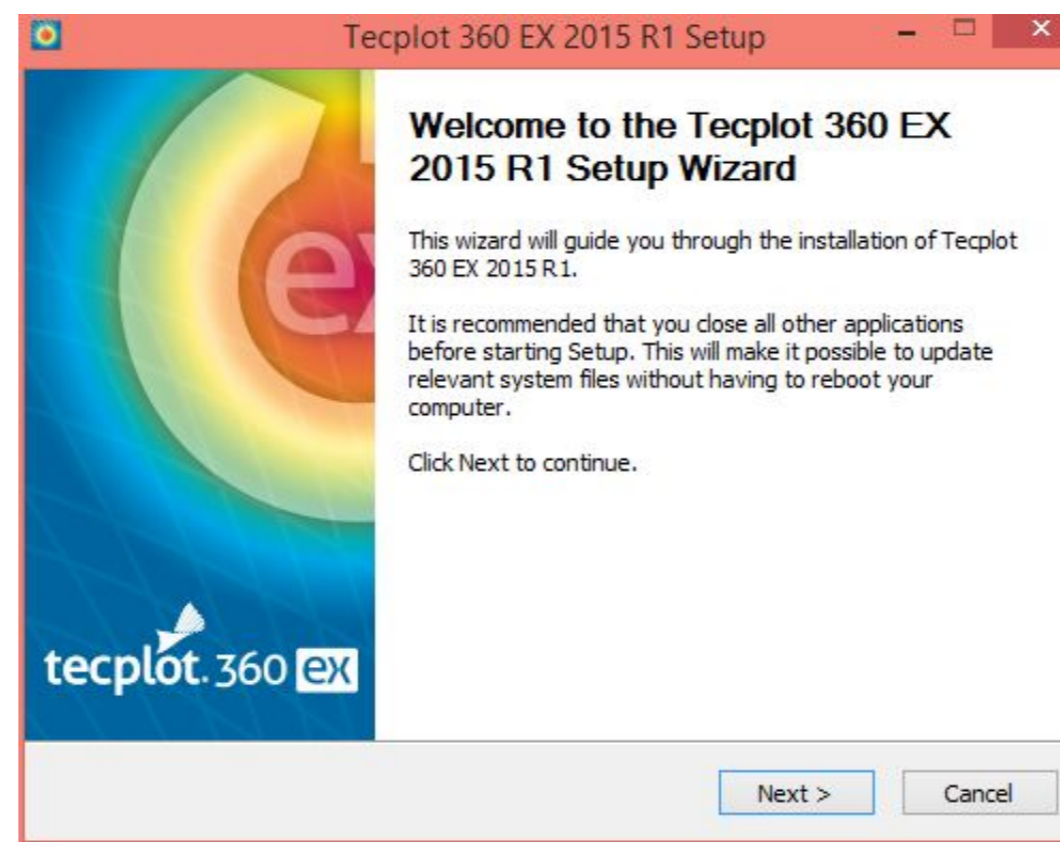 Tecplot 360 EX 2015 R1 Setup
ex
Welcome to the Tecplot 360 EX
2015 R1 Setup Wizard
This wizard will guide you through the installation of Tecplot
360 EX 2015 R1.
It is recommended that you close all other applications
before starting Setup. This will make it possible to update
relevant system files without having to reboot your
computer.
Click Next to continue.
tecplot. 360 ex
Next >
Cancel